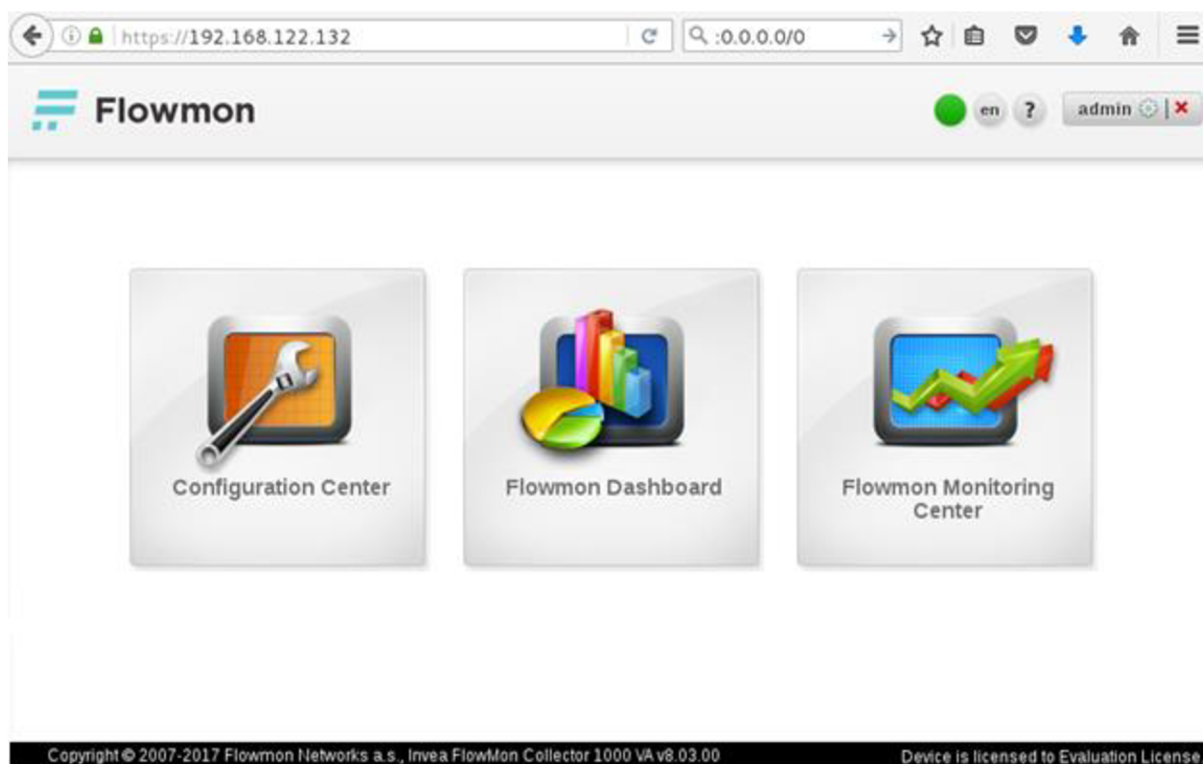 https://192.168.122.132
:0.0.0.0/0
Flowmon
en
?
admin
Configuration Center
Flowmon Dashboard
Flowmon Monitoring
Center
Copyright © 2007-2017 Flowmon Networks a.s., Invea FlowMon Collector 1000 VA v8.03.00
Device is licensed to Evaluation License